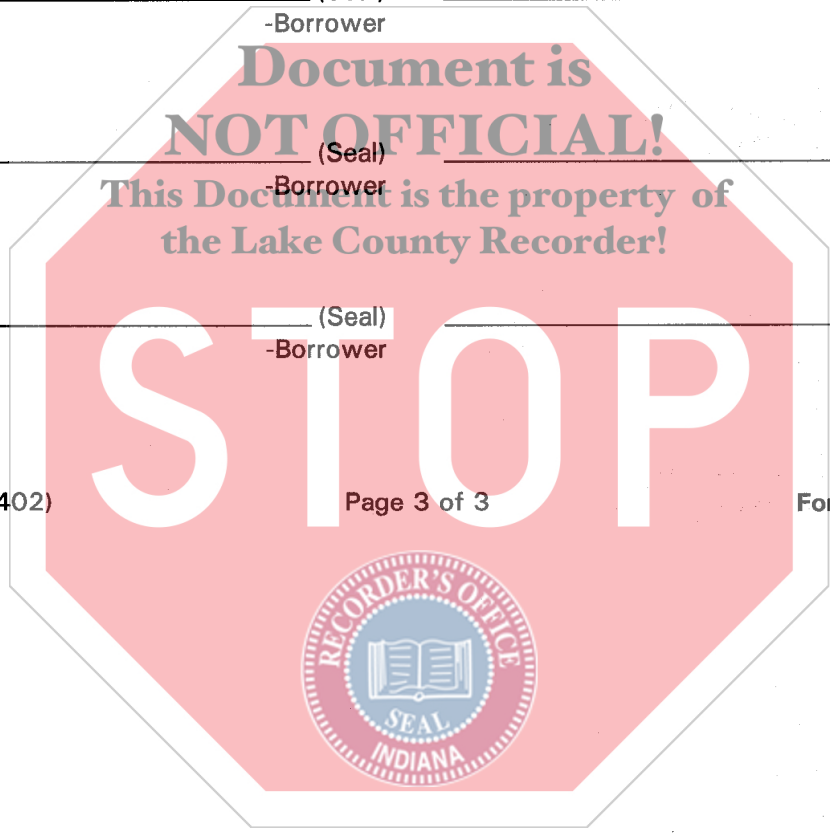 -Borrower
Document is
NOT OFFICIAL!
(Seal)
-Borrower
This Document is the property of
the Lake County Recorder!
(Seal)
-Borrower
STOP
402) Page 3 of 3
RECORDER'S OFFICE
SEAL
INDIANA